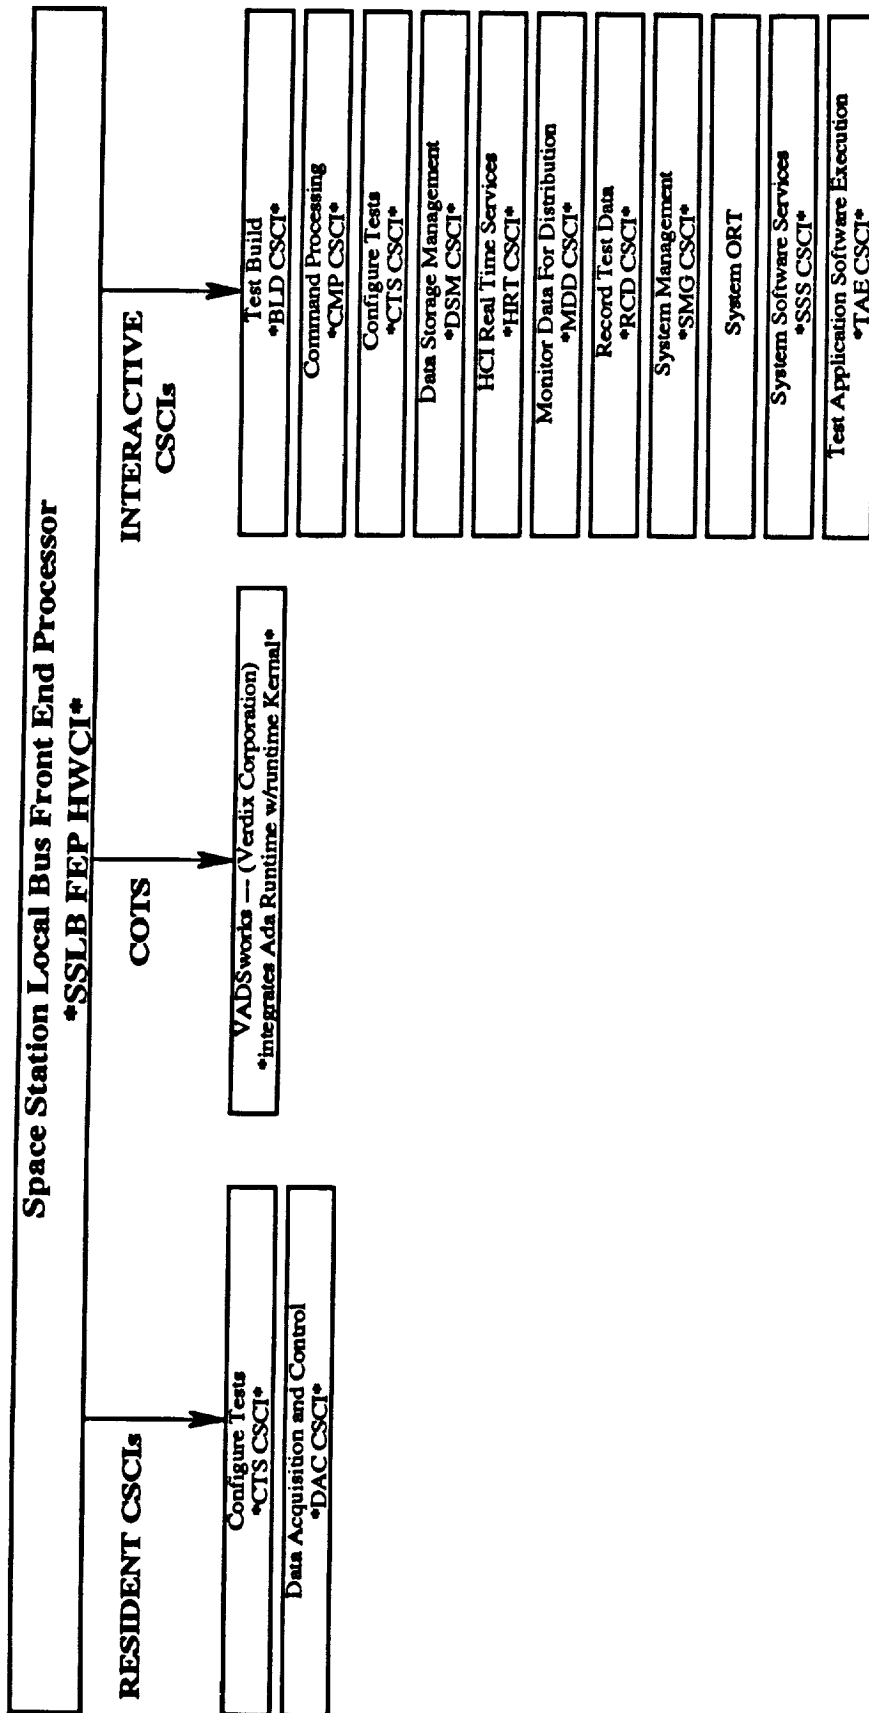 Space Station Local Bus Front End Processor
*SSLB FEP HWCI*
RESIDENT CSCIs
Configure Tests
*CTS CSCI*
Data Acquisition and Control
*DAC CSCI*
COTS
VADSworks --- (Verdix Corporation)
*integrates Ada Runtime w/runtime Kernal*
INTERACTIVE
CSCIs
Test Build
*BLD CSCI*
Command Processing
*CMP CSCI*
Configure Tests
*CTS CSCI*
Data Storage Management
*DSM CSCI*
HCI Real Time Services
*HRT CSCI*
Monitor Data For Distribution
*MDD CSCI*
Record Test Data
*RCD CSCI*
System Management
*SMG CSCI*
System ORT
System Software Services
*SSS CSCI*
Test Application Software Execution
*TAE CSCI*